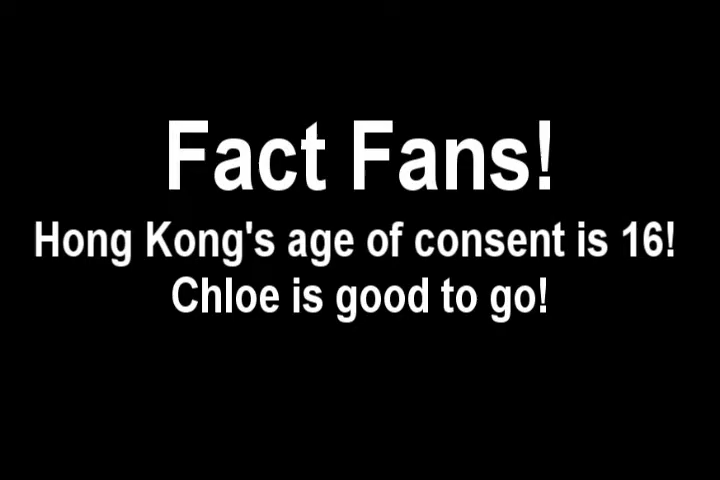 Fact Fans!
Hong Kong's age of consent is 16!
Chloe is good to go!